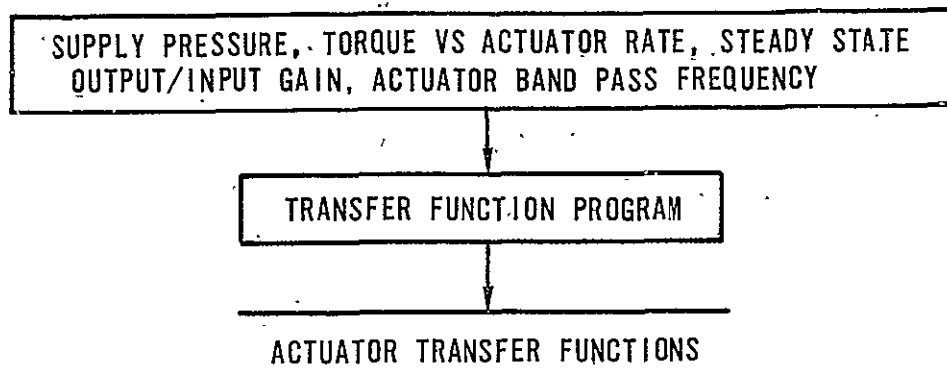 SUPPLY PRESSURE, TORQUE VS ACTUATOR RATE, STEADY STATE
OUTPUT/INPUT GAIN, ACTUATOR BAND PASS FREQUENCY
TRANSFER FUNCTION PROGRAM
ACTUATOR TRANSFER FUNCTIONS